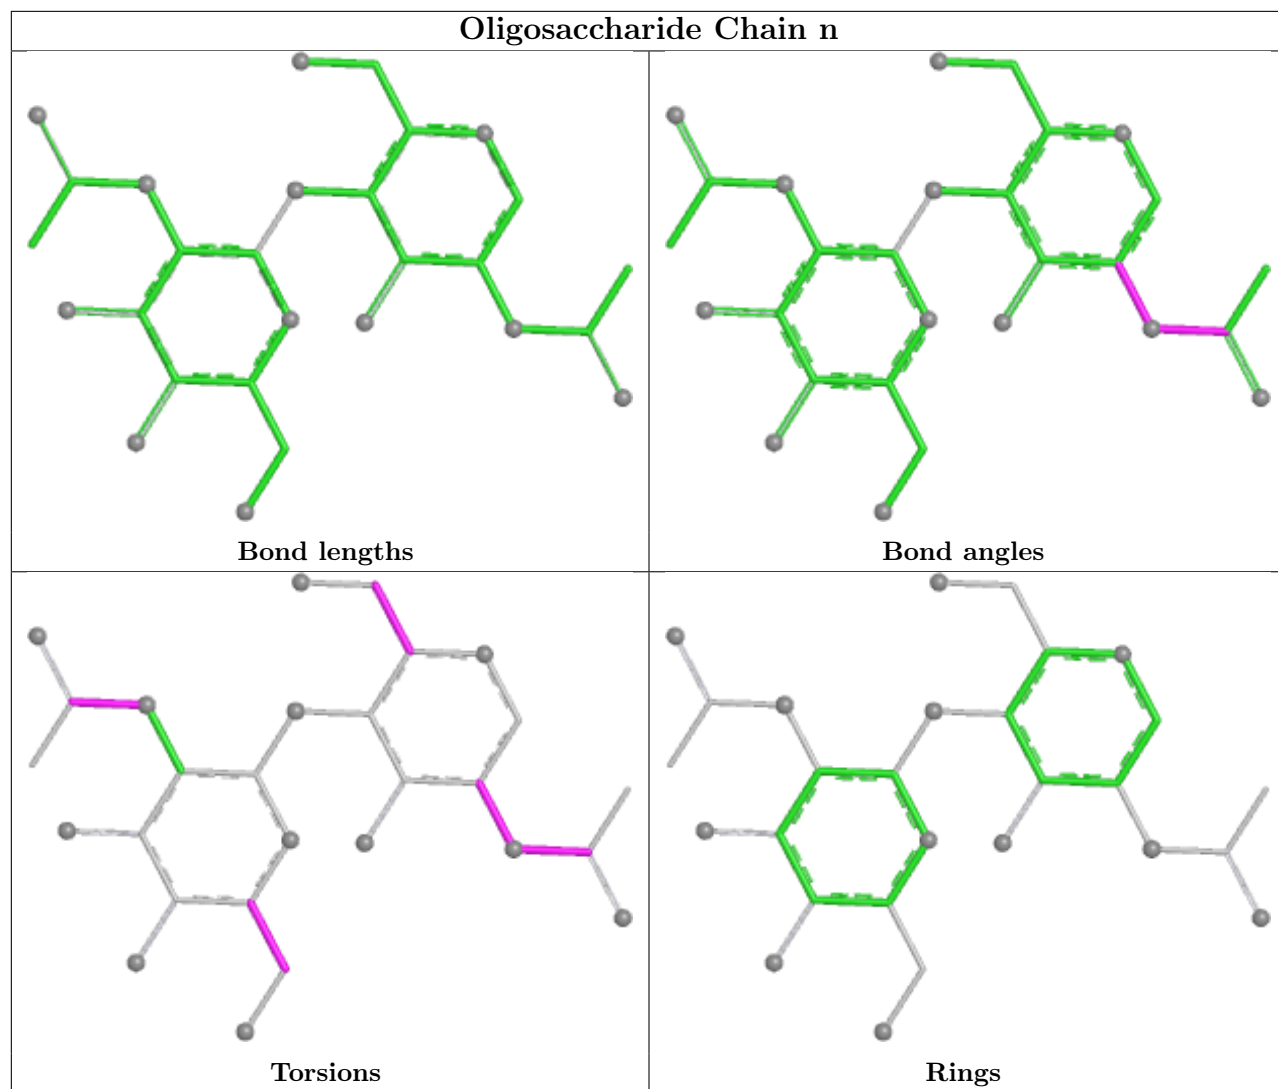 Oligosaccharide Chain n
Bond lengths
Bond angles
Torsions
Rings